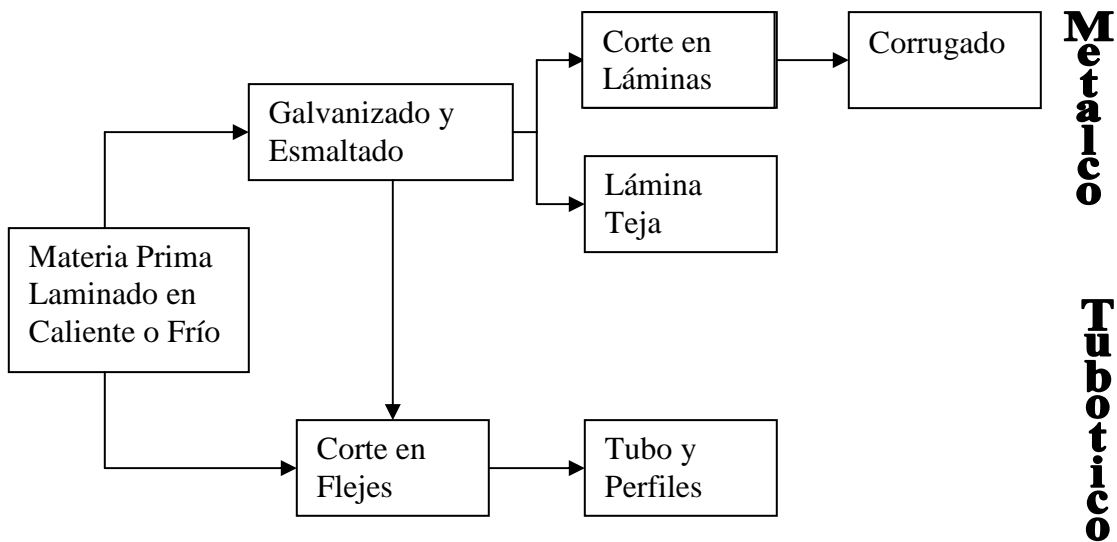 Corte en
Láminas
Corrugado
Galvanizado y
Esmaltado
Lámina
Teja
Materia Prima
Laminado en
Caliente o Frío
Corte en
Flejes
Tubo y
Perfiles
Metalco
Tubotico